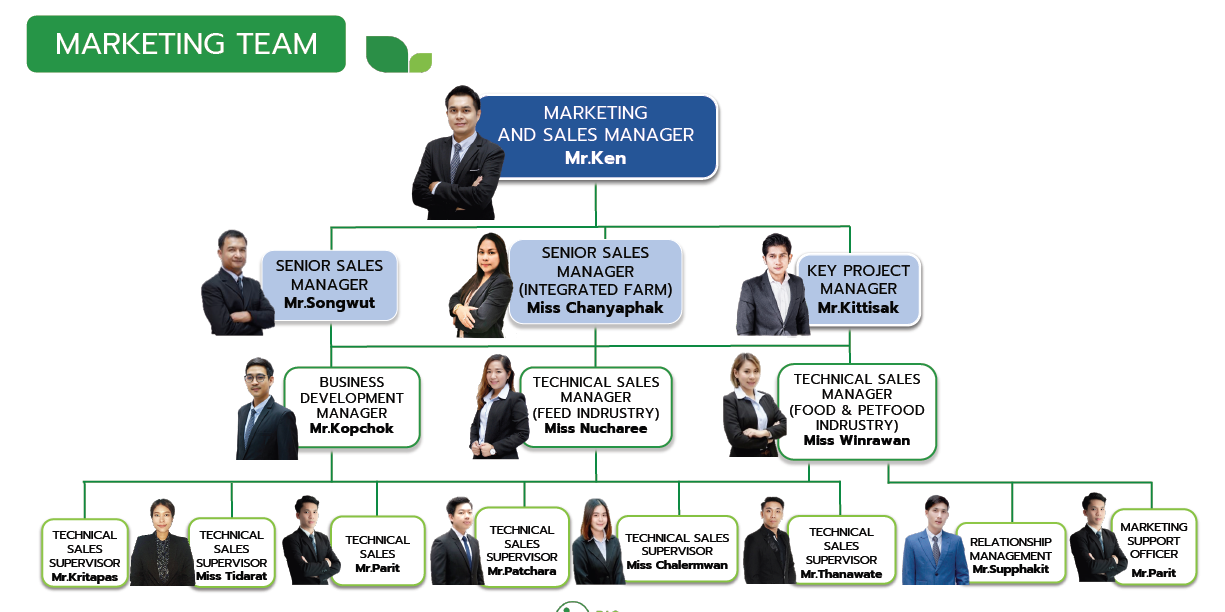 MARKETING TEAM
MARKETING
AND SALES MANAGER
Mr.Ken
SENIOR SALES
MANAGER
Mr.Songwut
SENIOR SALES
MANAGER
(INTEGRATED FARM)
Miss Chanyaphak
KEY PROJECT
MANAGER
Mr.Kittisak
BUSINESS
DEVELOPMENT
MANAGER
Mr.Kopchok
TECHNICAL SALES
MANAGER
(FEED INDRUSTRY)
Miss Nucharee
TECHNICAL SALES
MANAGER
(FOOD & PETFOOD
INDRUSTRY)
Miss Winrawan
TECHNICAL
SALES
SUPERVISOR
Mr.Kritapas
TECHNICAL
SALES
SUPERVISOR
Miss Tidarat
TECHNICAL
SALES
Mr.Parit
TECHNICAL
SALES
SUPERVISOR
Mr.Patchara
TECHNICAL SALES
SUPERVISOR
Miss Chalermwan
TECHNICAL
SALES
SUPERVISOR
Mr.Thanawate
RELATIONSHIP
MANAGEMENT
Mr.Supphakit
MARKETING
SUPPORT
OFFICER
Mr.Parit